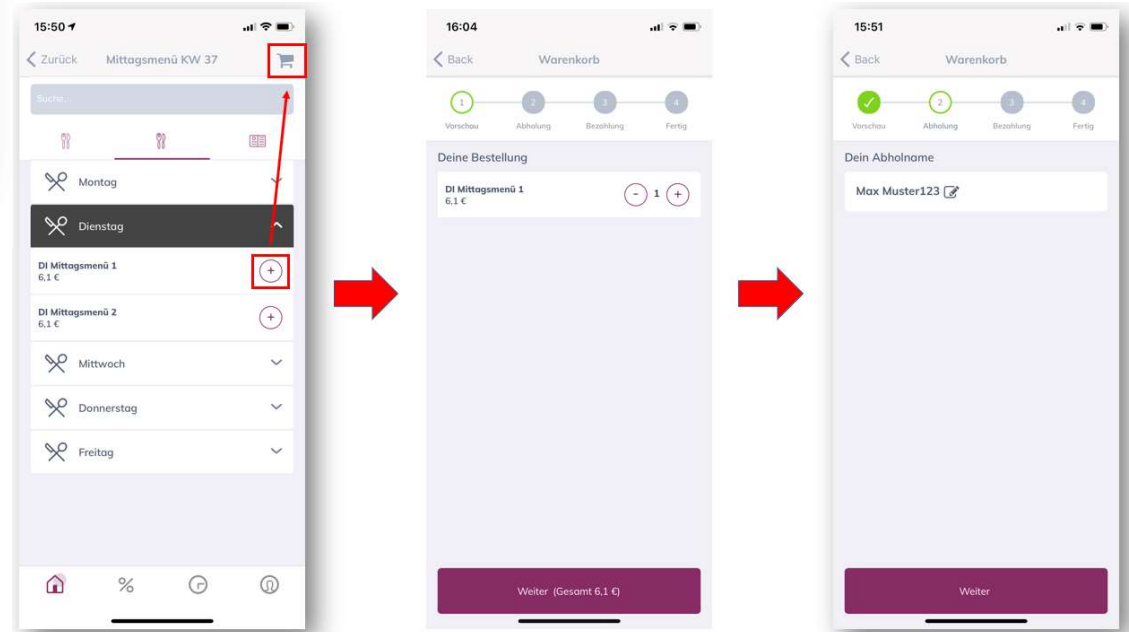 15:50
Zurück
Mittagsmenü KW 37
Suche...
Montag
Dienstag
DI Mittagsmenü 1
6,1 €
+
DI Mittagsmenü 2
6,1 €
+
Mittwoch
Donnerstag
Freitag
%
16:04
Back
Warenkorb
1 2 3 4
Vorschau Abholung Bezahlung Fertig
Deine Bestellung
DI Mittagsmenü 1
6,1 €
- 1 +
Weiter (Gesamt 6,1 €)
15:51
Back
Warenkorb
2 3 4
Vorschau Abholung Bezahlung Fertig
Dein Abholname
Max Muster123
Weiter